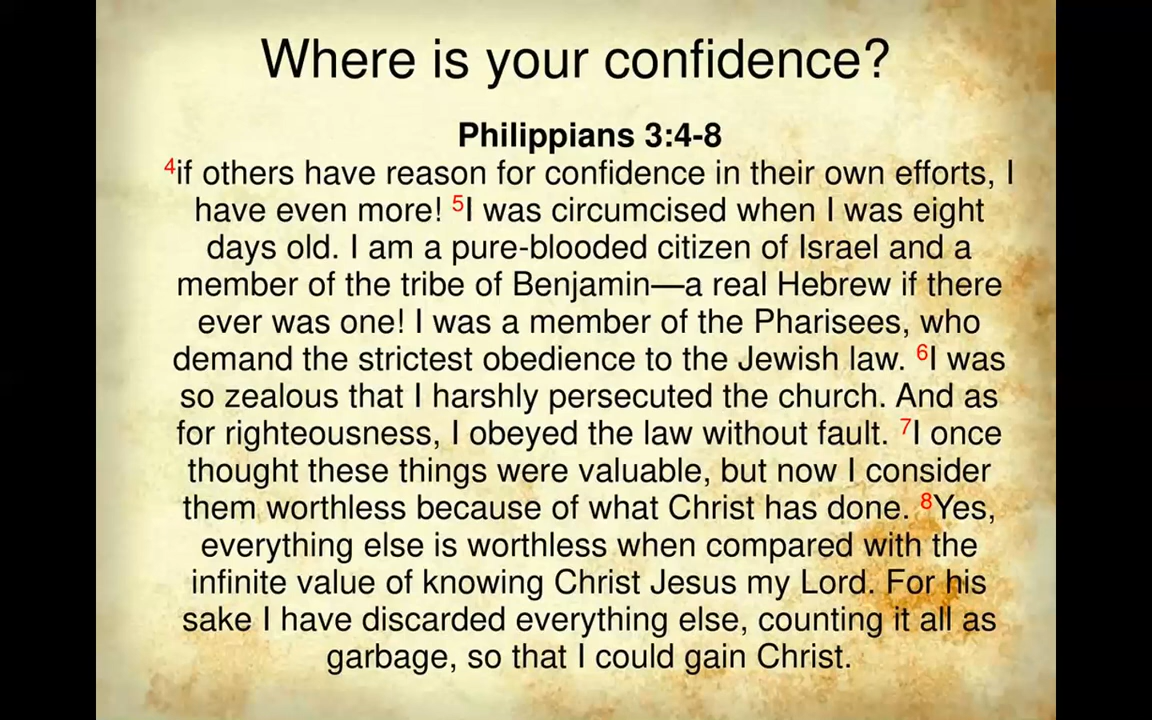 Where is your confidence?
Philippians 3:4-8
4if others have reason for confidence in their own efforts, I
have even more! 5I was circumcised when I was eight
days old. I am a pure-blooded citizen of Israel and a
member of the tribe of Benjamin—a real Hebrew if there
ever was one! I was a member of the Pharisees, who
demand the strictest obedience to the Jewish law. 6I was
so zealous that I harshly persecuted the church. And as
for righteousness, I obeyed the law without fault. 7I once
thought these things were valuable, but now I consider
them worthless because of what Christ has done. 8Yes,
everything else is worthless when compared with the
infinite value of knowing Christ Jesus my Lord. For his
sake I have discarded everything else, counting it all as
garbage, so that I could gain Christ.